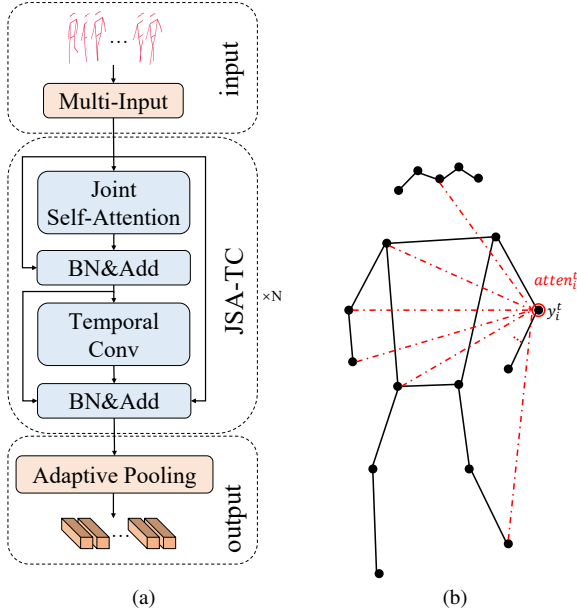 ...
input
Multi-Input
Joint
Self-Attention
BN&Add
JSA-TC
×N
Temporal
Conv
BN&Add
Adaptive Pooling
output
...
(a)
atten_i^t
y_i^t
(b)